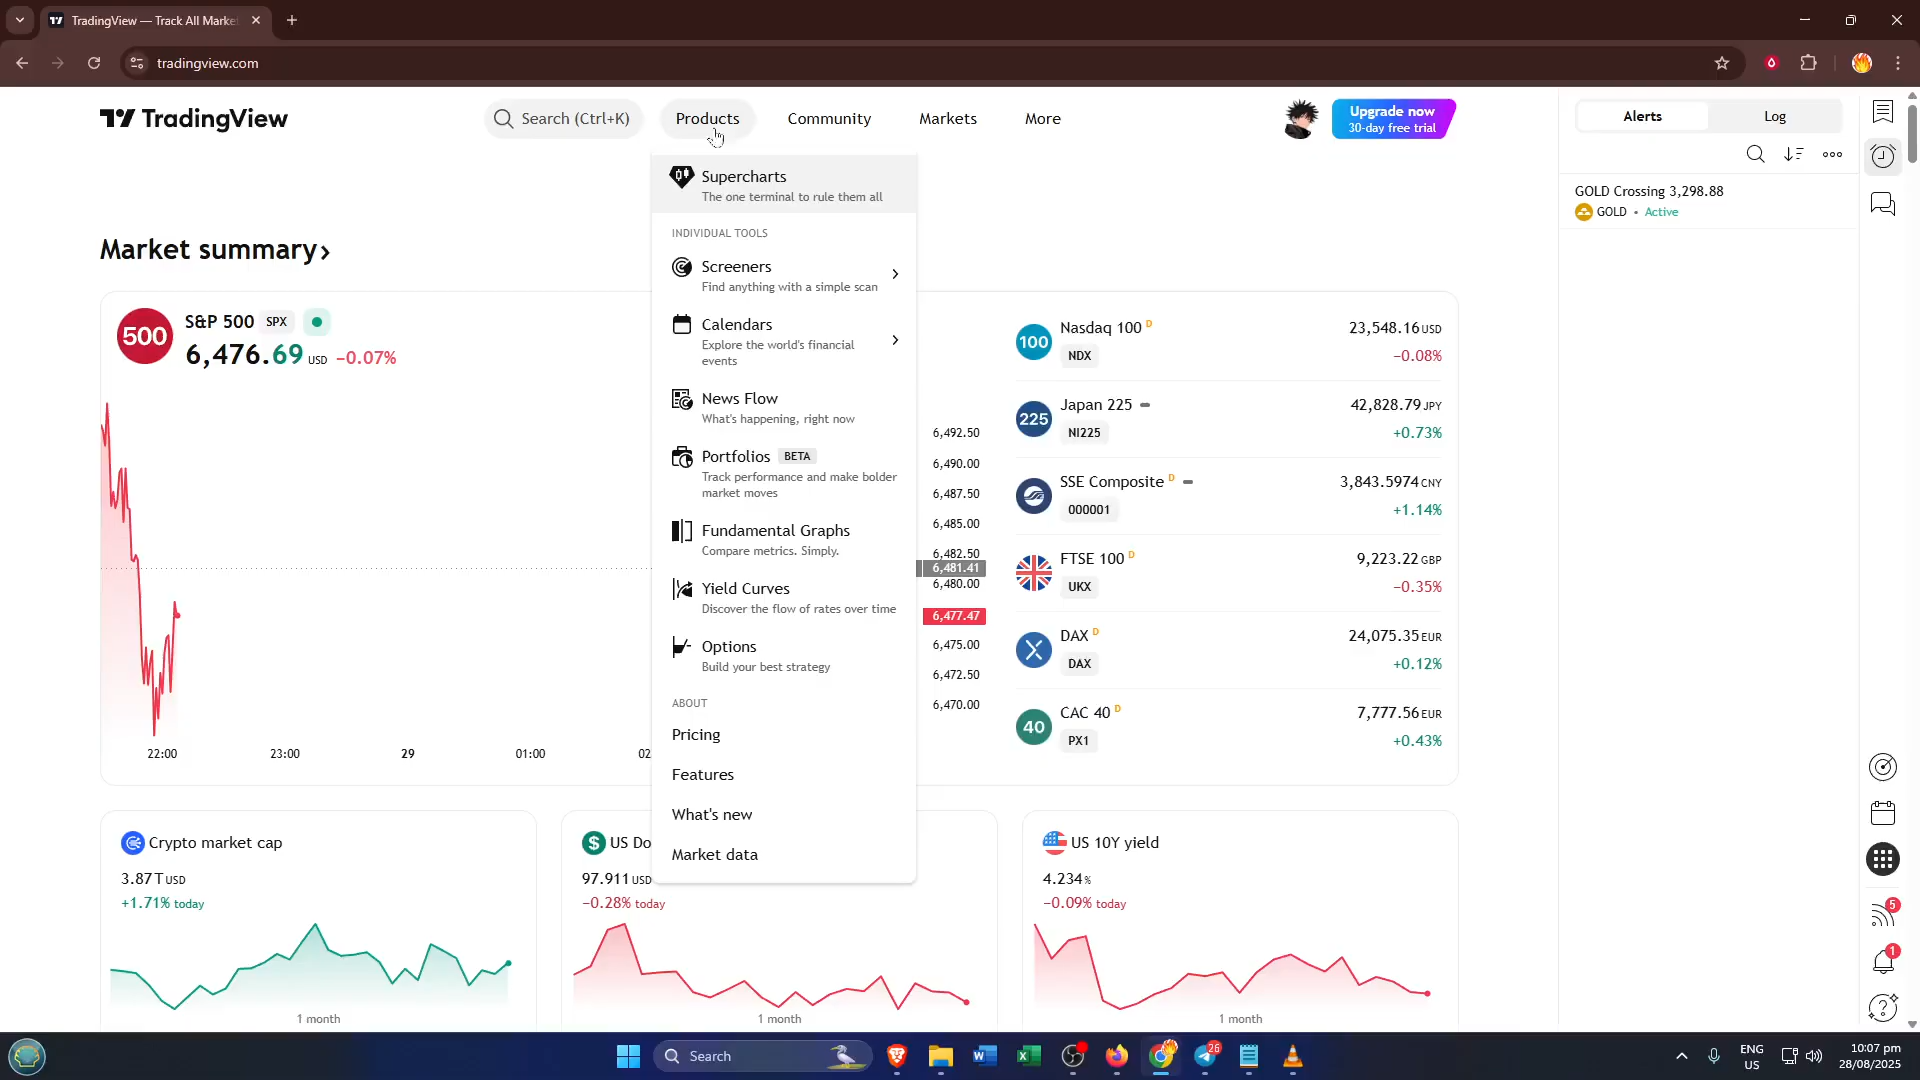 TradingView — Track All Marke
tradingview.com
TradingView
Search (Ctrl+K)
Products
Community
Markets
More
Upgrade now
30-day free trial
Alerts
Log
GOLD Crossing 3,298.88
GOLD • Active
Supercharts
The one terminal to rule them all
INDIVIDUAL TOOLS
Screeners
Find anything with a simple scan
Calendars
Explore the world's financial
events
News Flow
What's happening, right now
Portfolios BETA
Track performance and make bolder
market moves
Fundamental Graphs
Compare metrics. Simply.
Yield Curves
Discover the flow of rates over time
Options
Build your best strategy
ABOUT
Pricing
Features
What's new
Market data
Market summary
500
S&P 500 SPX
6,476.69 USD −0.07%
6,492.50
6,490.00
6,487.50
6,485.00
6,482.50
6,481.41
6,480.00
6,477.47
6,475.00
6,472.50
6,470.00
22:00 23:00 29 01:00 02
100 Nasdaq 100 D 23,548.16 USD
NDX −0.08%
225 Japan 225 42,828.79 JPY
NI225 +0.73%
SSE Composite D 3,843.5974 CNY
000001 +1.14%
FTSE 100 D 9,223.22 GBP
UKX −0.35%
DAX D 24,075.35 EUR
DAX +0.12%
40 CAC 40 D 7,777.56 EUR
PX1 +0.43%
Crypto market cap
3.87 T USD
+1.71% today
1 month
US Do
97.911 USD
−0.28% today
1 month
US 10Y yield
4.234 %
−0.09% today
1 month
5
1
Search
26
ENG
US
10:07 pm
28/08/2025